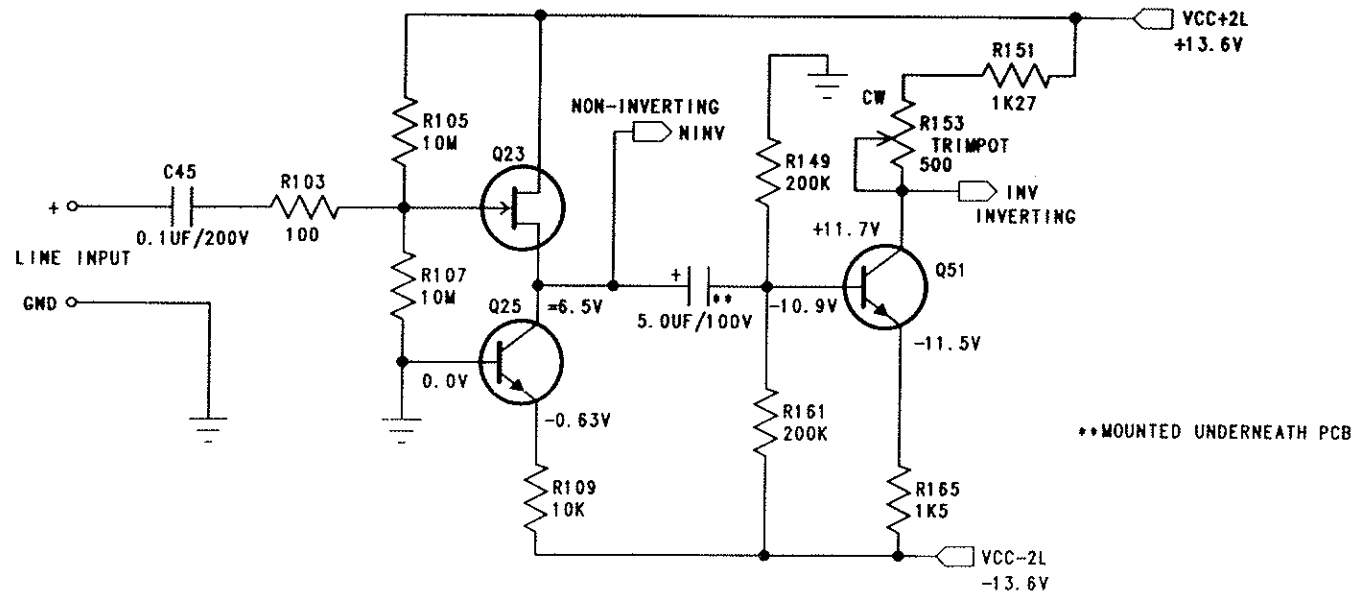 VCC+2L
+13.6V
R151
1K27
CW
R153
TRIMPOT
500
NON-INVERTING
NINV
R105
10M
Q23
R149
200K
C45
R103
+
0.1UF/200V
100
INV
INVERTING
LINE INPUT
+11.7V
Q51
R107
10M
+
GND
Q25
=6.5V
**
-10.9V
5.0UF/100V
-11.5V
0.0V
-0.63V
R161
200K
**MOUNTED UNDERNEATH PCB
R109
10K
R165
1K5
VCC-2L
-13.6V